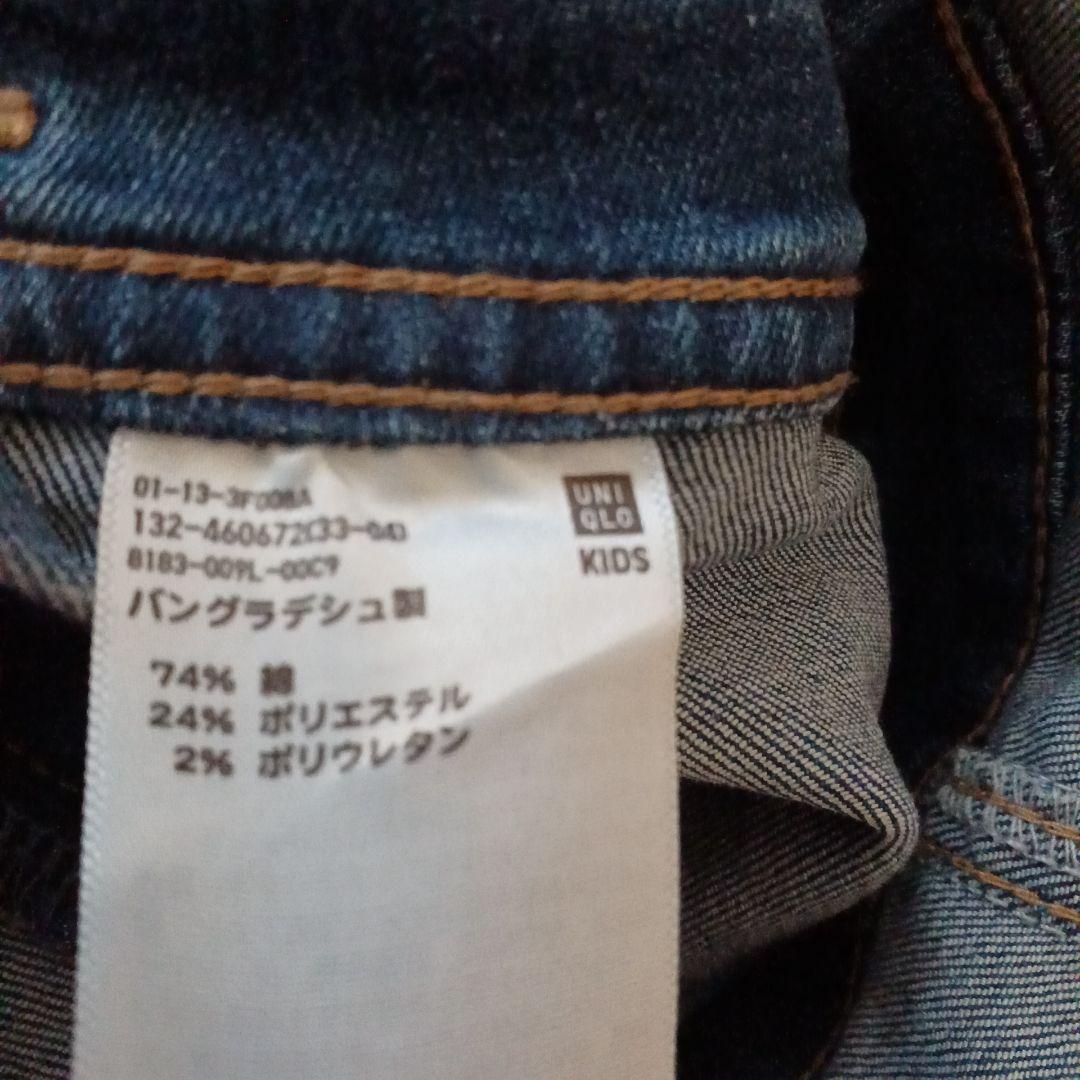 01-13-3F008A
132-460672(33-04)
8183-009L-00C9
バングラデシュ製
74% 綿
24% ポリエステル
2% ポリウレタン
UNI
QLO
KIDS